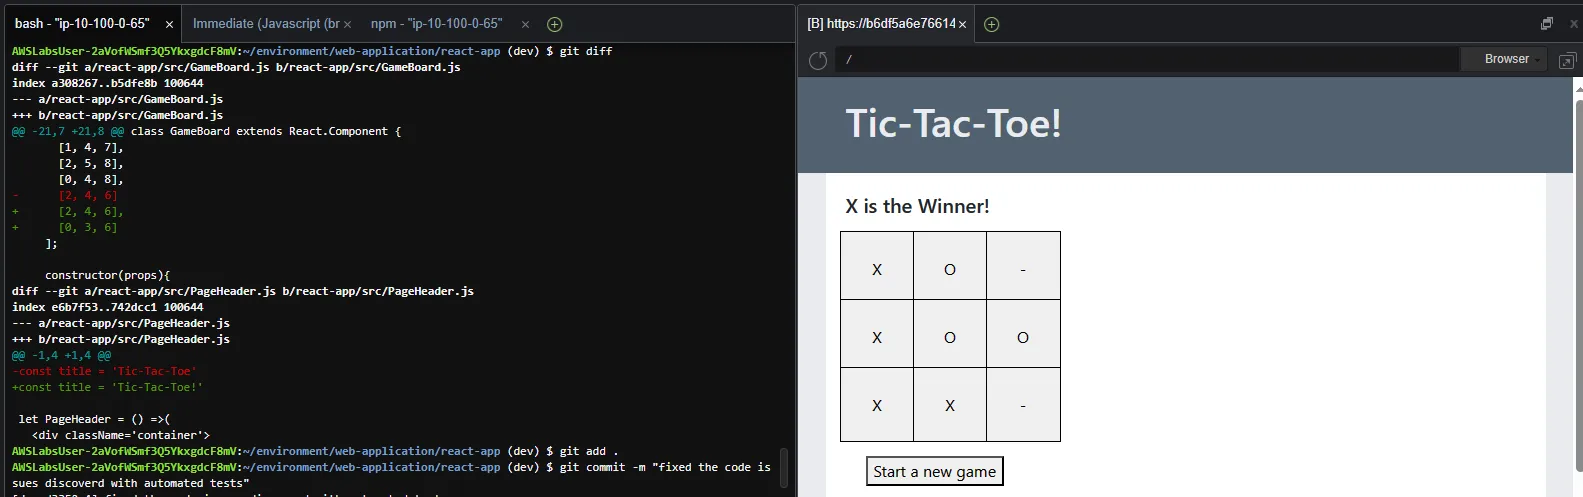 bash - "ip-10-100-0-65" × Immediate (Javascript (br × npm - "ip-10-100-0-65" ×
AWSLabsUser-2aVofWSmf3Q5YkxgdcF8mV:~/environment/web-application/react-app (dev) $ git diff
diff --git a/react-app/src/GameBoard.js b/react-app/src/GameBoard.js
index a308267..b5dfe8b 100644
--- a/react-app/src/GameBoard.js
+++ b/react-app/src/GameBoard.js
@@ -21,7 +21,8 @@ class GameBoard extends React.Component {
[1, 4, 7],
[2, 5, 8],
[0, 4, 8],
- [2, 4, 6]
+ [2, 4, 6],
+ [0, 3, 6]
];
constructor(props){
diff --git a/react-app/src/PageHeader.js b/react-app/src/PageHeader.js
index e6b7f53..742dcc1 100644
--- a/react-app/src/PageHeader.js
+++ b/react-app/src/PageHeader.js
@@ -1,4 +1,4 @@
-const title = 'Tic-Tac-Toe'
+const title = 'Tic-Tac-Toe!'
let PageHeader = () =>(
<div className='container'>
AWSLabsUser-2aVofWSmf3Q5YkxgdcF8mV:~/environment/web-application/react-app (dev) $ git add .
AWSLabsUser-2aVofWSmf3Q5YkxgdcF8mV:~/environment/web-application/react-app (dev) $ git commit -m "fixed the code is
sues discoverd with automated tests"
[B] https://b6df5a6e76614 ×
/ Browser
Tic-Tac-Toe!
X is the Winner!
X O -
X O O
X X -
Start a new game